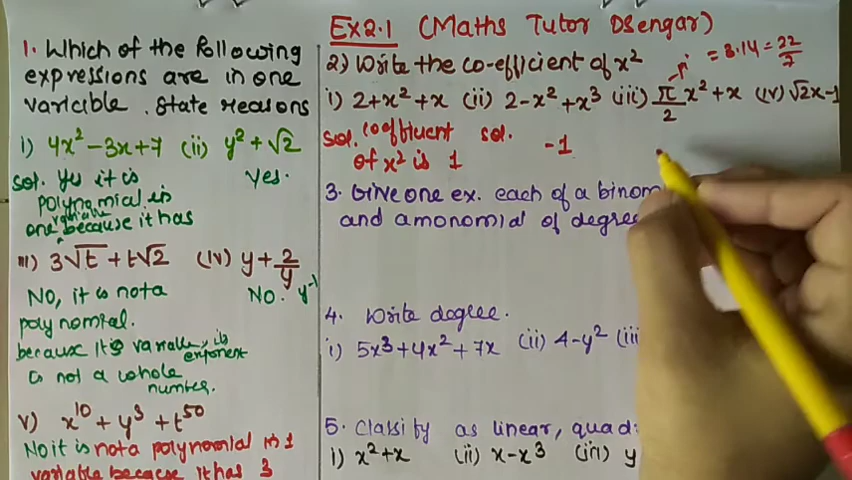 Ex2.1 (Maths Tutor Dsengar)
1. Which of the following
expressions are in one
variable. State reasons
i) 4x² - 3x + 7 (ii) y² + √2
Sol. Yes it is
polynomial in
one variable because it has
Yes.
iii) 3√t + t√2 (iv) y + 2/y
No, it is not a
polynomial.
because its variable, its
exponent
is not a whole
number.
No. y⁻¹
v) x¹⁰ + y³ + t⁵⁰
No it is not a polynomial in 1
variable because it has 3
2) Write the co-efficient of x²
= 3.14 = 22/7
i) 2 + x² + x (ii) 2 - x² + x³ (iii) π/2 x² + x (iv) √2x - 1
Sol. coefficient
of x² is 1
sol. -1
3. Give one ex. each of a binom
and a monomial of degree
4. Write degree.
i) 5x³ + 4x² + 7x (ii) 4 - y² (iii
5. Classify as linear, quad
i) x² + x (ii) x - x³ (iii) y